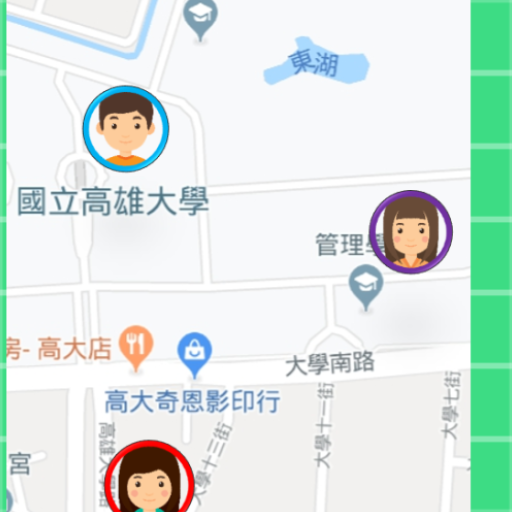 東湖
國立高雄大學
管理學
房- 高大店
大學南路
高大奇恩影印行
大學十一街
大學七街
大學十三街
宮